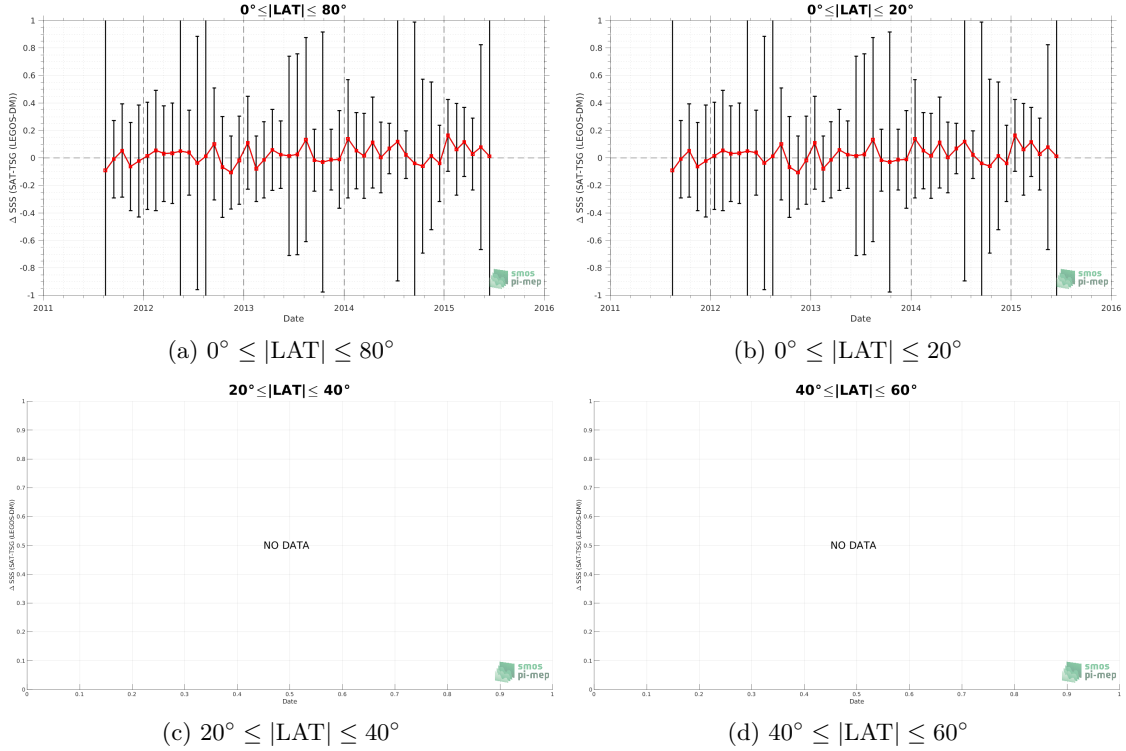 0°≤|LAT|≤ 80°
1
0.8
0.6
0.4
0.2
0
-0.2
-0.4
-0.6
-0.8
-1
Δ SSS (SAT-TSG (LEGOS-DM))
2011 2012 2013 2014 2015 2016
Date
smos
pi-mep
(a) 0° ≤ |LAT| ≤ 80°
0°≤|LAT|≤ 20°
1
0.8
0.6
0.4
0.2
0
-0.2
-0.4
-0.6
-0.8
-1
Δ SSS (SAT-TSG (LEGOS-DM))
2011 2012 2013 2014 2015 2016
Date
smos
pi-mep
(b) 0° ≤ |LAT| ≤ 20°
20°≤|LAT|≤ 40°
1
0.9
0.8
0.7
0.6
0.5
0.4
0.3
0.2
0.1
0
Δ SSS (SAT-TSG (LEGOS-DM))
NO DATA
0 0.1 0.2 0.3 0.4 0.5 0.6 0.7 0.8 0.9 1
Date
smos
pi-mep
(c) 20° ≤ |LAT| ≤ 40°
40°≤|LAT|≤ 60°
1
0.9
0.8
0.7
0.6
0.5
0.4
0.3
0.2
0.1
0
Δ SSS (SAT-TSG (LEGOS-DM))
NO DATA
0 0.1 0.2 0.3 0.4 0.5 0.6 0.7 0.8 0.9 1
Date
smos
pi-mep
(d) 40° ≤ |LAT| ≤ 60°